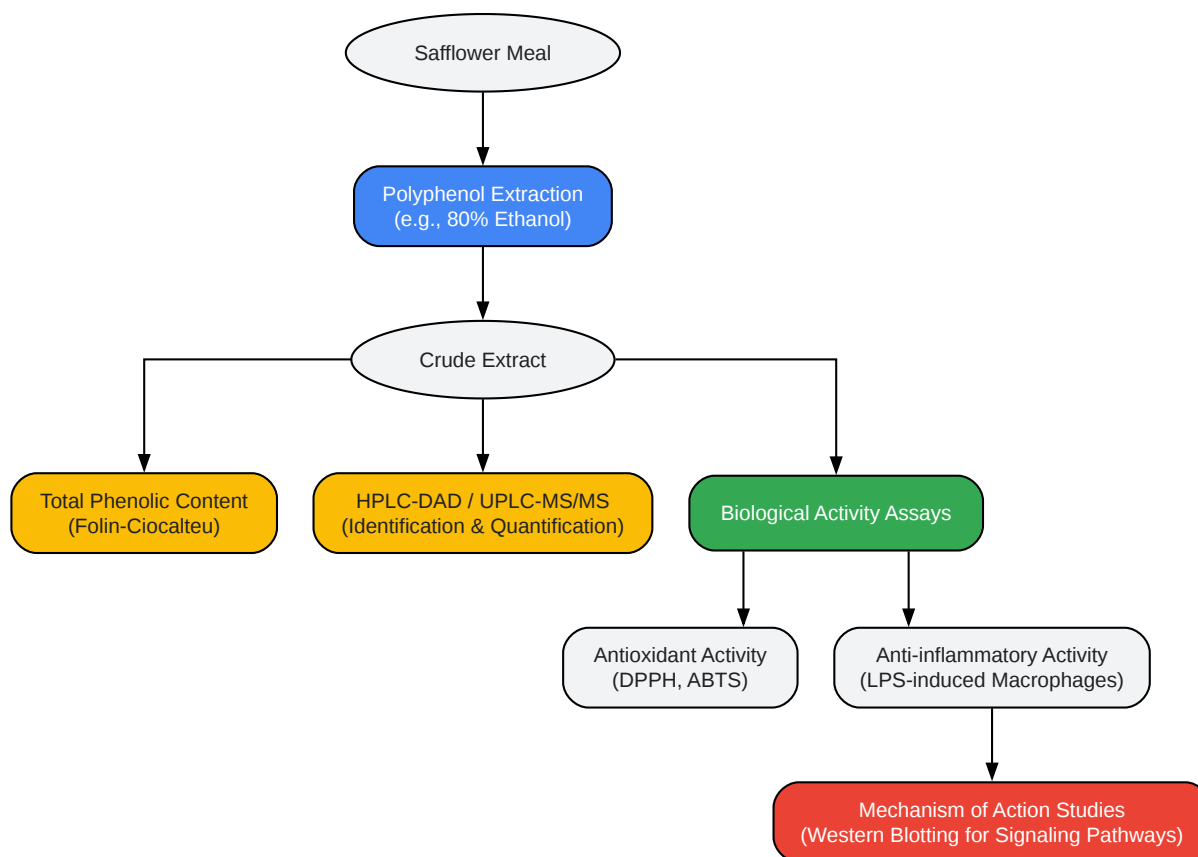 Safflower Meal
Polyphenol Extraction
(e.g., 80% Ethanol)
Crude Extract
Total Phenolic Content
(Folin-Ciocalteu)
HPLC-DAD / UPLC-MS/MS
(Identification & Quantification)
Biological Activity Assays
Antioxidant Activity
(DPPH, ABTS)
Anti-inflammatory Activity
(LPS-induced Macrophages)
Mechanism of Action Studies
(Western Blotting for Signaling Pathways)